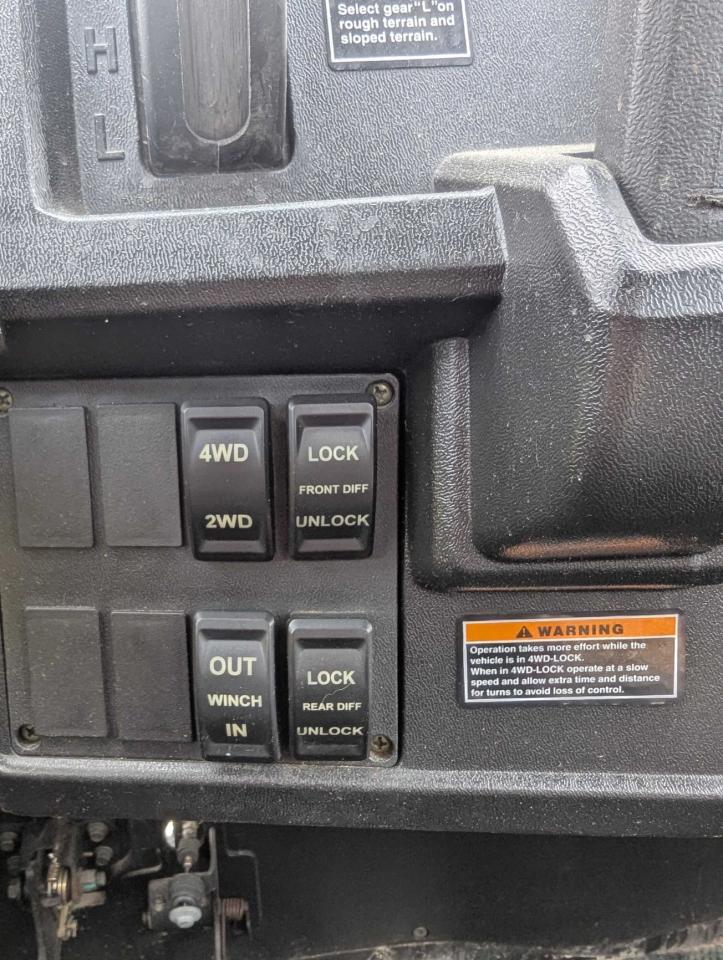 Select gear"L"on
rough terrain and
sloped terrain.
H
L
4WD
2WD
LOCK
FRONT DIFF
UNLOCK
OUT
WINCH
IN
LOCK
REAR DIFF
UNLOCK
WARNING
Operation takes more effort while the
vehicle is in 4WD-LOCK.
When in 4WD-LOCK operate at a slow
speed and allow extra time and distance
for turns to avoid loss of control.